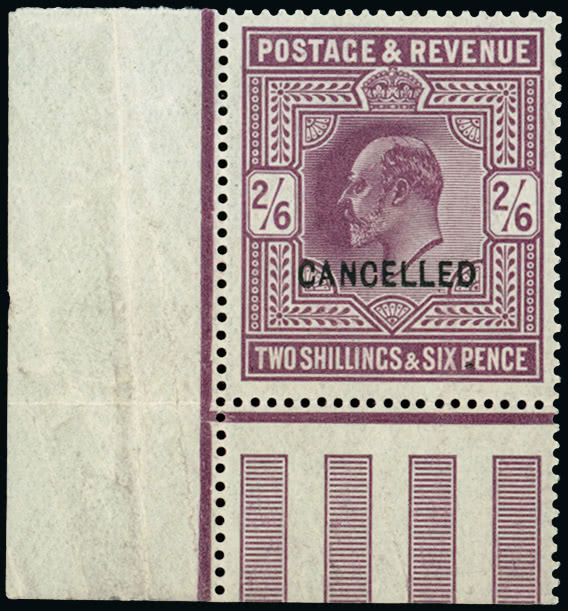 POSTAGE & REVENUE
2/6 2/6
CANCELLED
TWO SHILLINGS & SIX PENCE